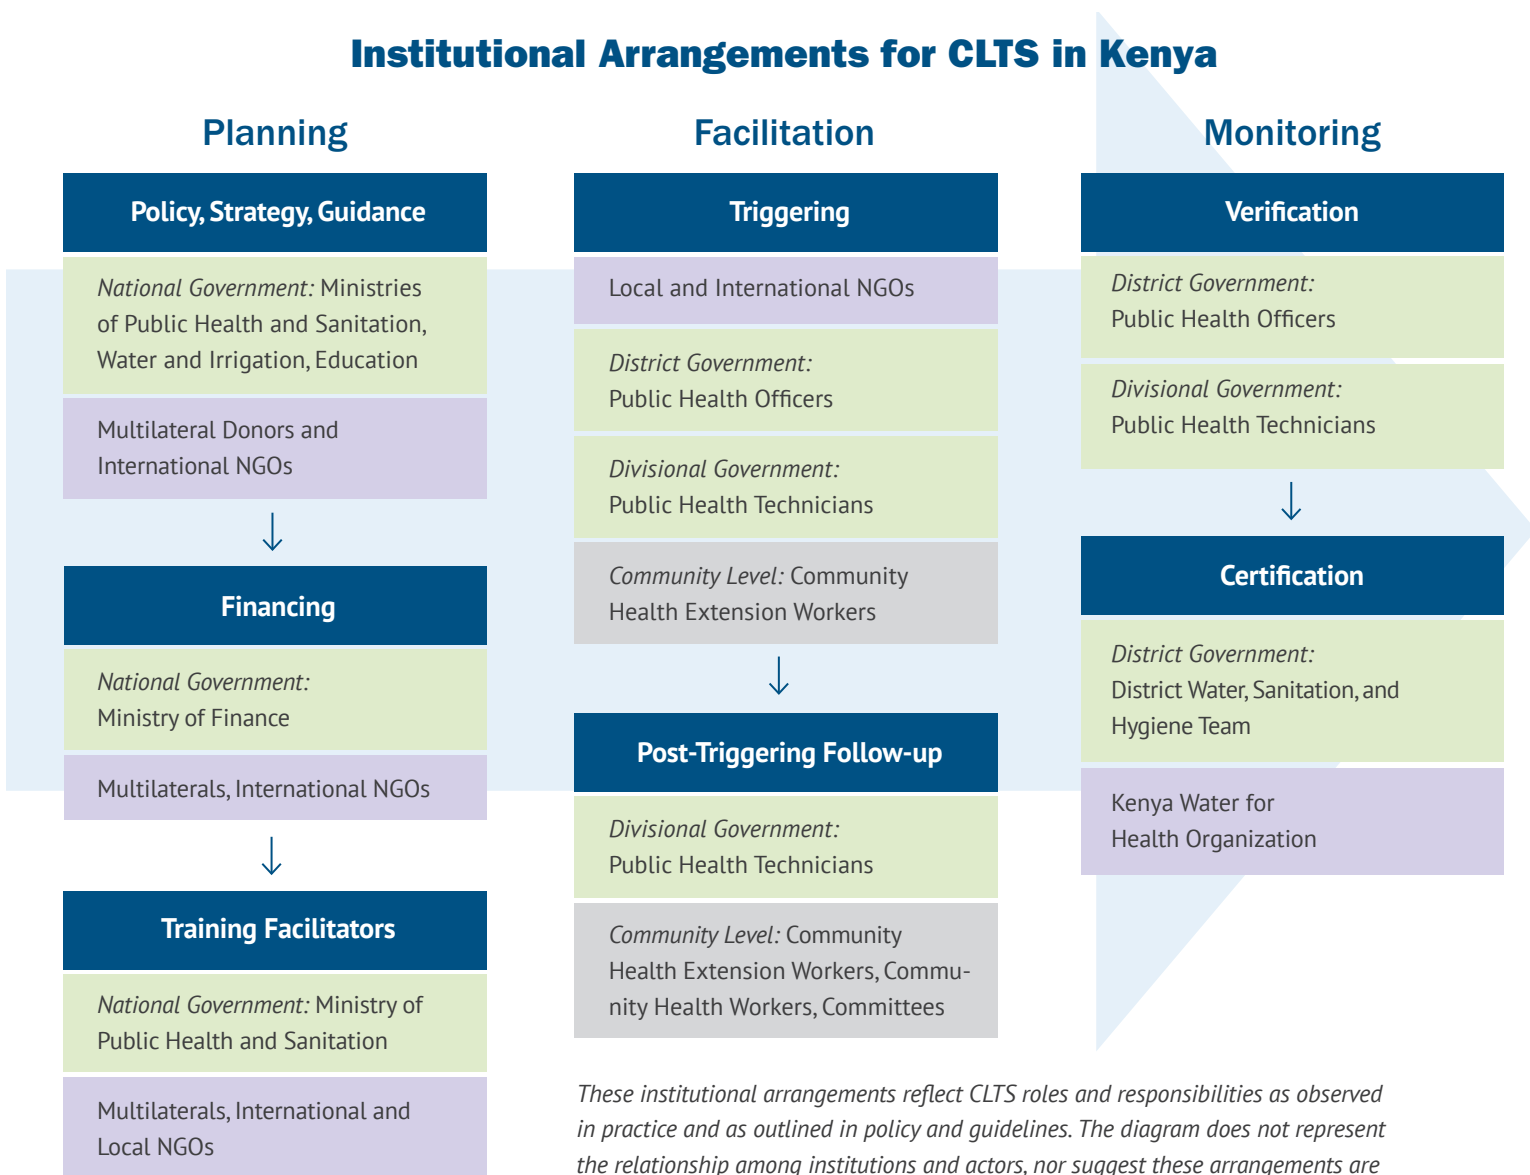 Institutional Arrangements for CLTS in Kenya
Planning
Policy, Strategy, Guidance
National Government: Ministries
of Public Health and Sanitation,
Water and Irrigation, Education
Multilateral Donors and
International NGOs
Financing
National Government:
Ministry of Finance
Multilaterals, International NGOs
Training Facilitators
National Government: Ministry of
Public Health and Sanitation
Multilaterals, International and
Local NGOs
Facilitation
Triggering
Local and International NGOs
District Government:
Public Health Officers
Divisional Government:
Public Health Technicians
Community Level: Community
Health Extension Workers
Post-Triggering Follow-up
Divisional Government:
Public Health Technicians
Community Level: Community
Health Extension Workers, Commu-
nity Health Workers, Committees
Monitoring
Verification
District Government:
Public Health Officers
Divisional Government:
Public Health Technicians
Certification
District Government:
District Water, Sanitation, and
Hygiene Team
Kenya Water for
Health Organization
These institutional arrangements reflect CLTS roles and responsibilities as observed
in practice and as outlined in policy and guidelines. The diagram does not represent
the relationship among institutions and actors, nor suggest these arrangements are